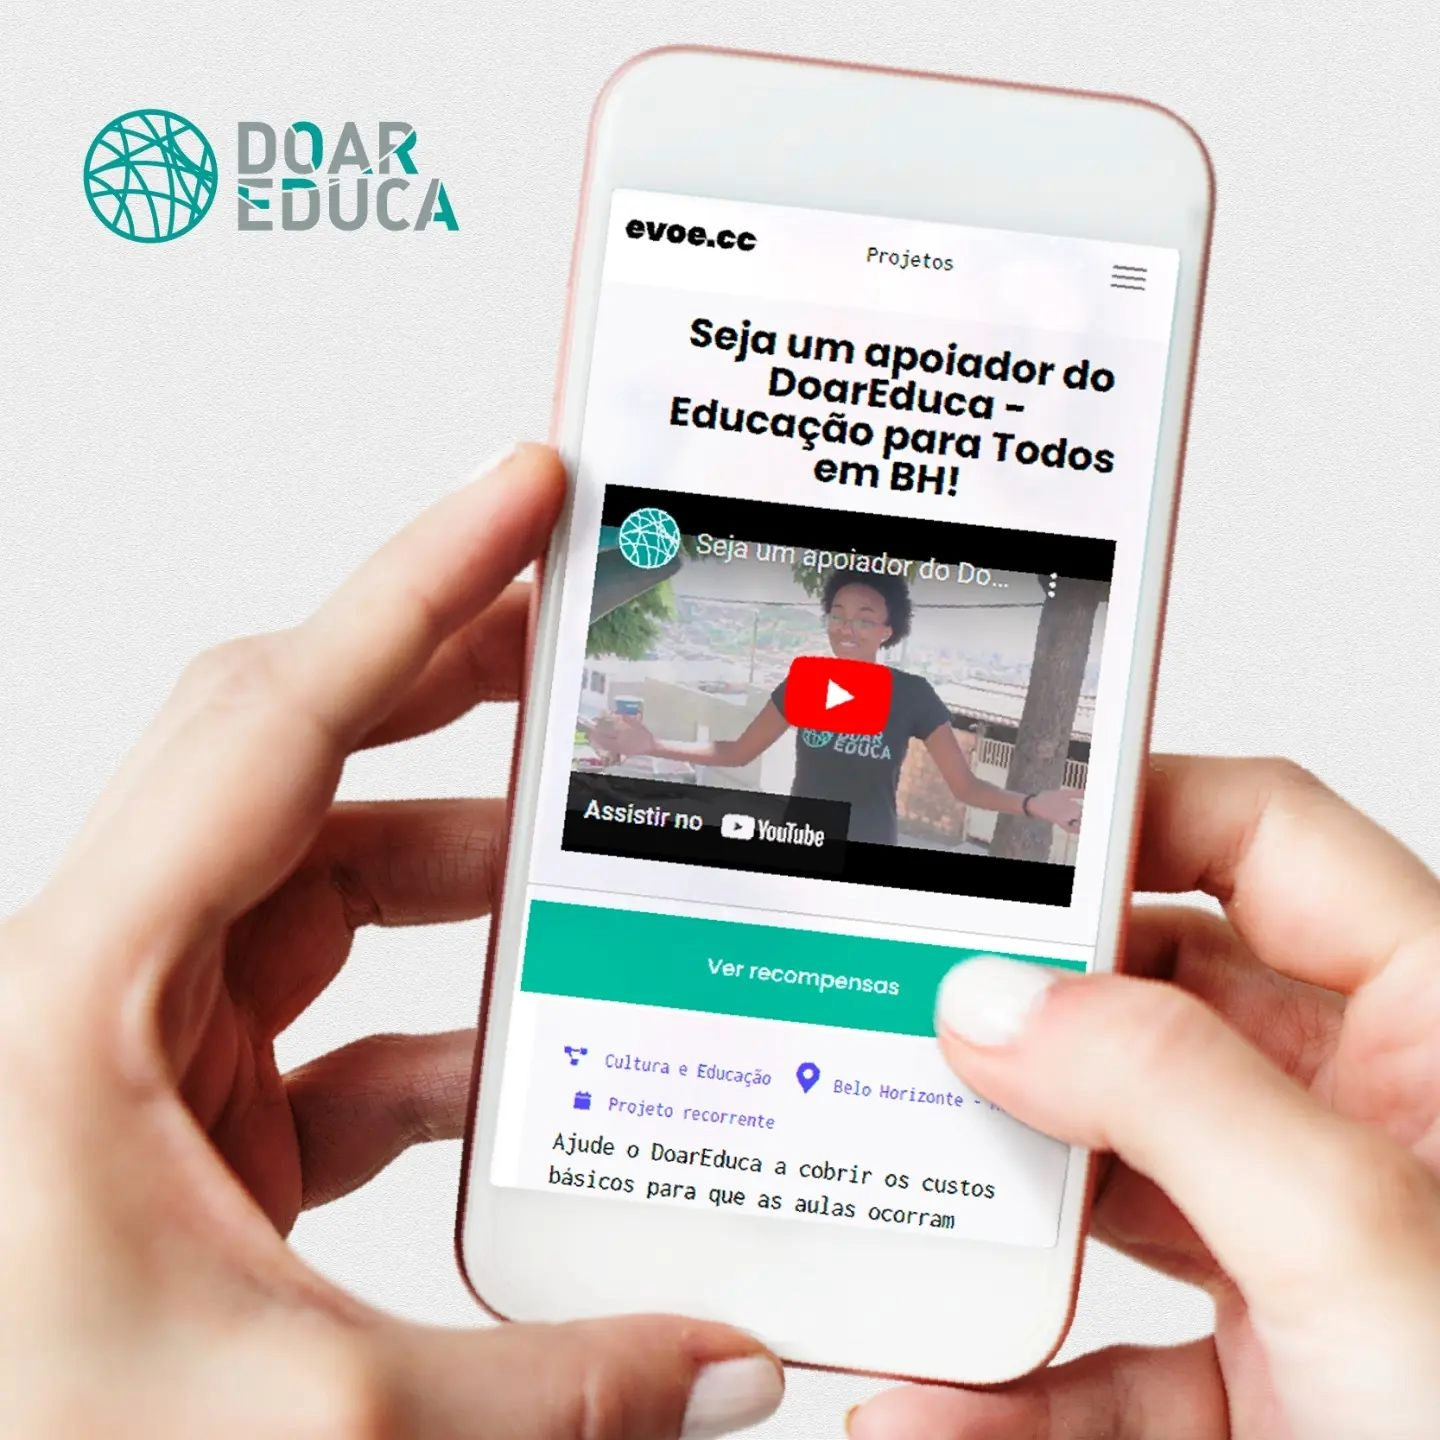 DOAR
EDUCA
evoe.cc
Projetos
Seja um apoiador do
DoarEduca -
Educação para Todos
em BH!
Seja um apoiador do Do...
DOAR
EDUCA
Assistir no YouTube
Ver recompensas
Cultura e Educação
Belo Horizonte -
Projeto recorrente
Ajude o DoarEduca a cobrir os custos
básicos para que as aulas ocorram